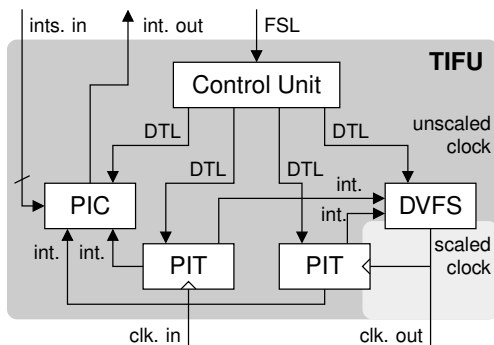 ints. in
int. out
FSL
TIFU
Control Unit
DTL
DTL
unscaled
clock
DTL
DTL
int.
PIC
int.
DVFS
int.
int.
PIT
PIT
scaled
clock
clk. in
clk. out